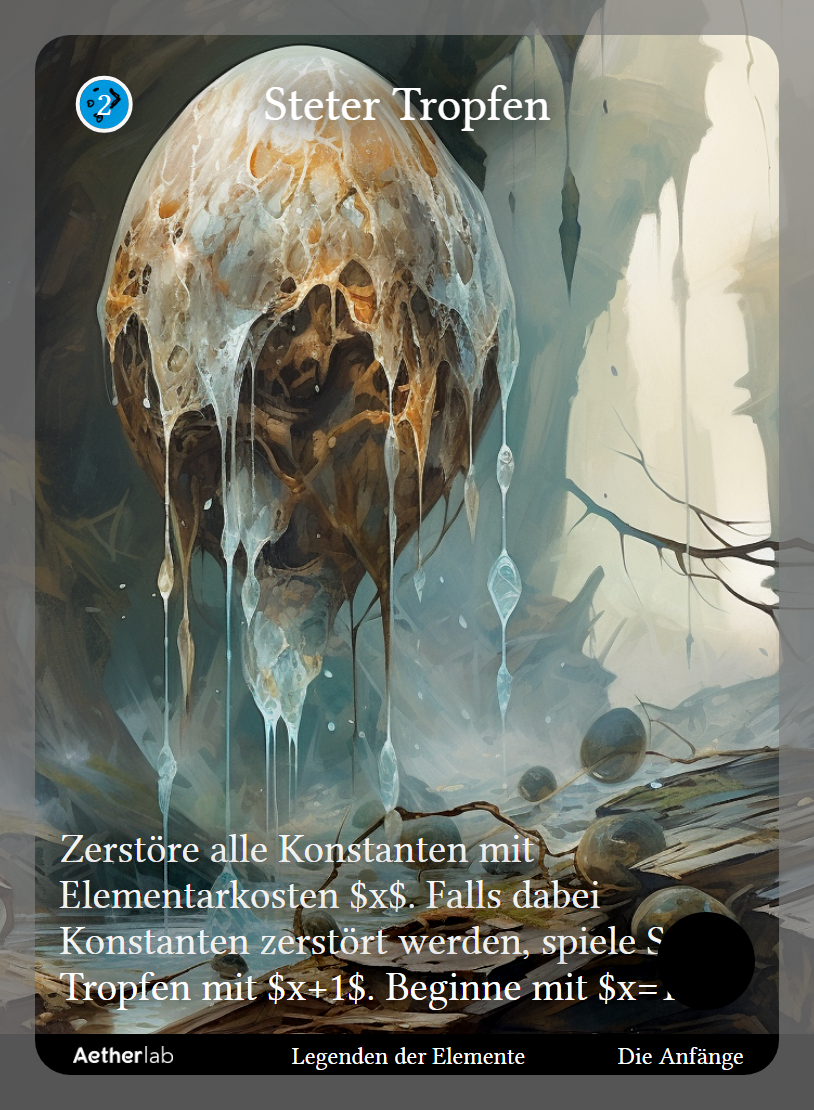 2
Steter Tropfen
Zerstöre alle Konstanten mit
Elementarkosten $x$. Falls dabei
Konstanten zerstört werden, spiele
Tropfen mit $x+1$. Beginne mit
Aetherlab
Legenden der Elemente
Die Anfänge